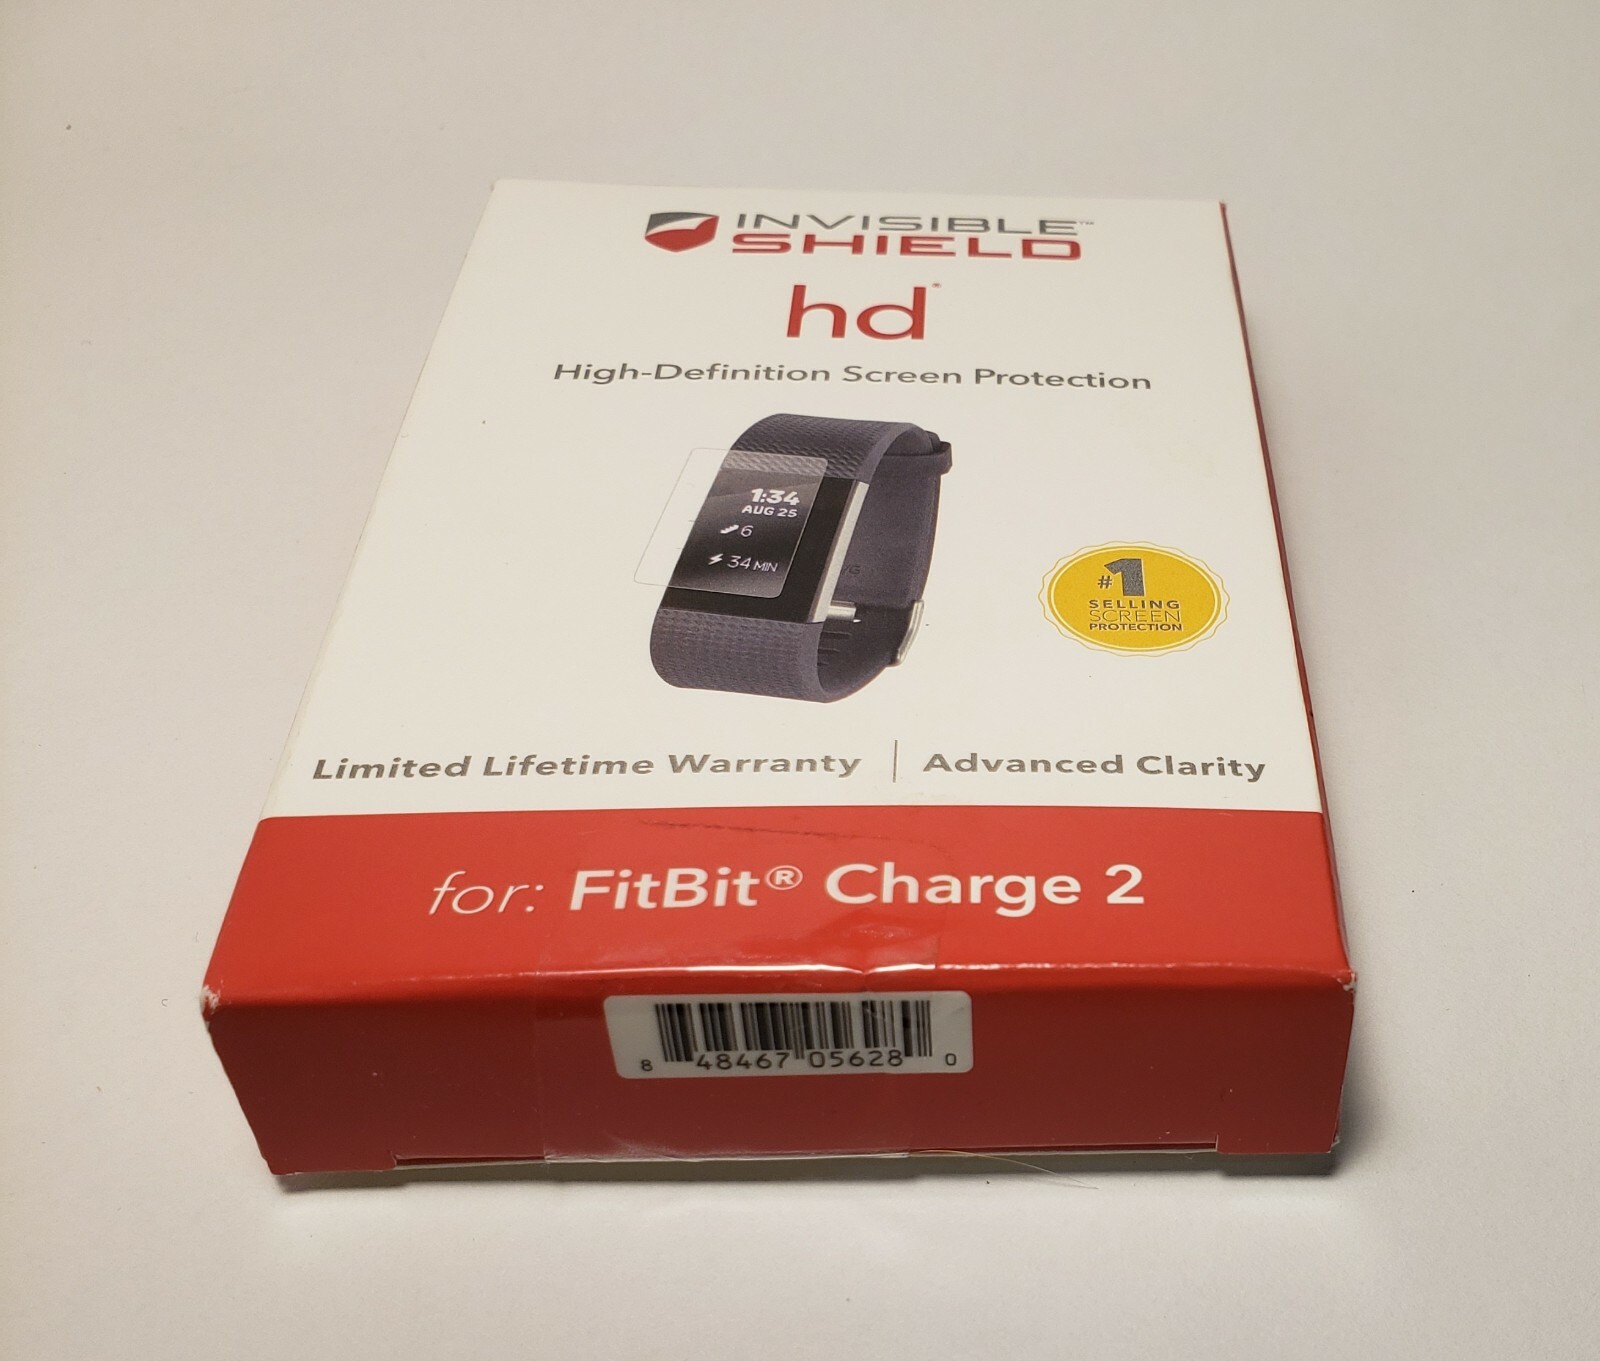 INVISIBLE™
SHIELD
hd®
High-Definition Screen Protection
1:34
AUG 25
6
34 MIN
#1
SELLING
SCREEN
PROTECTION
Limited Lifetime Warranty | Advanced Clarity
for: FitBit® Charge 2
8 48467 05628 0